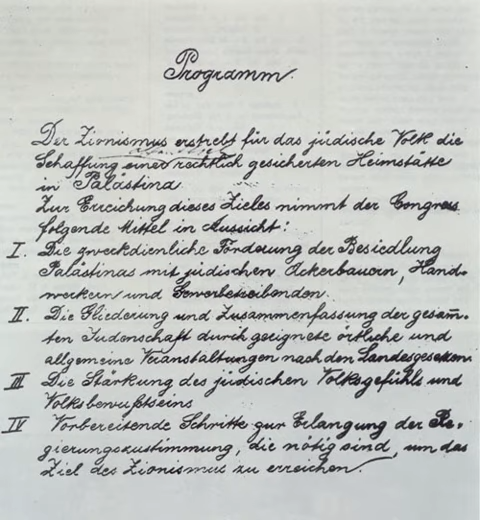 Programm.
Der Zionismus erstrebt für das jüdische Volk die
Schaffung einer rechtlich gesicherten Heimstätte
in Palästina.
Zur Erreichung dieses Zieles nimmt der Congress
folgende Mittel in Aussicht:
I. Die zweckdienliche Förderung der Besiedlung
Palästinas mit jüdischen Ackerbauern, Hand-
werkern und Gewerbetreibenden.
II. Die Gliederung und Zusammenfassung der gesam̄-
ten Judenschaft durch geeignete örtliche und
allgemeine Veranstaltungen nach den Landesgesetzen.
III Die Stärkung des jüdischen Volksgefühls und
Volksbewußtseins
IV Vorbereitende Schritte zur Erlangung der Re-
gierungszustimmung, die nötig sind, um das
Ziel des Zionismus zu erreichen.